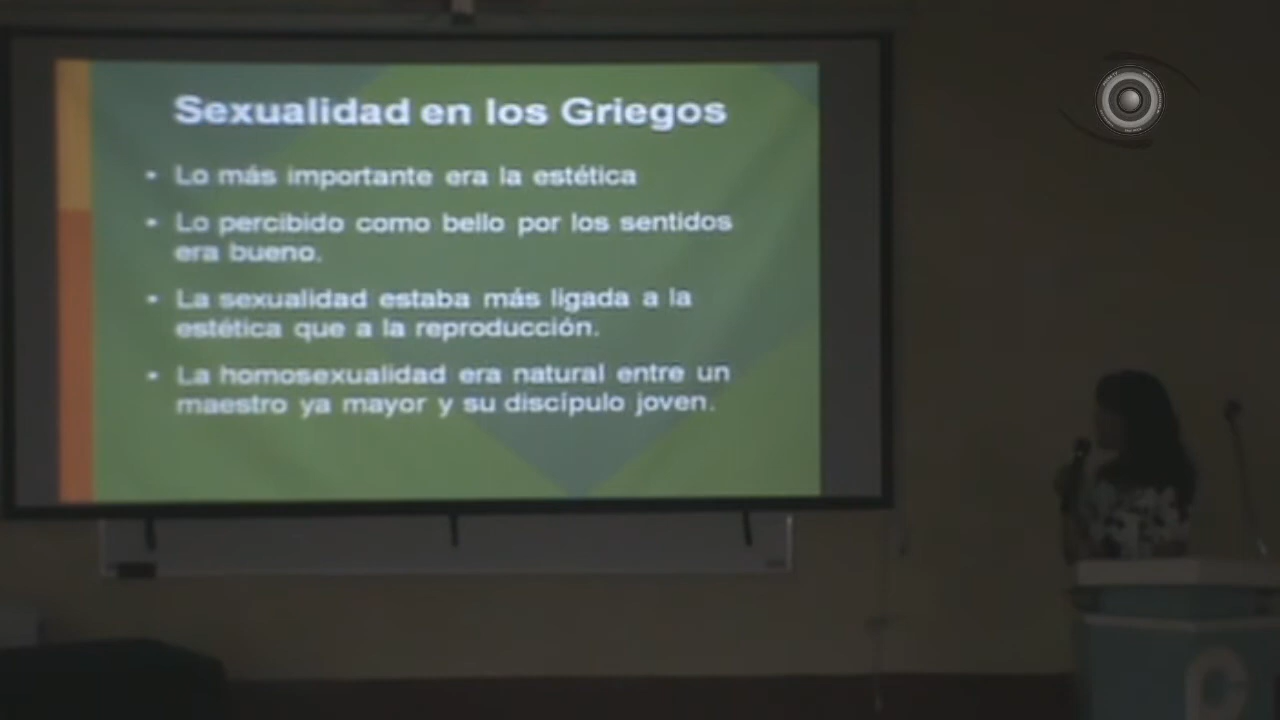 Sexualidad en los Griegos
• Lo más importante era la estética
• Lo percibido como bello por los sentidos
era bueno.
• La sexualidad estaba más ligada a la
estética que a la reproducción.
• La homosexualidad era natural entre un
maestro ya mayor y su discípulo joven.